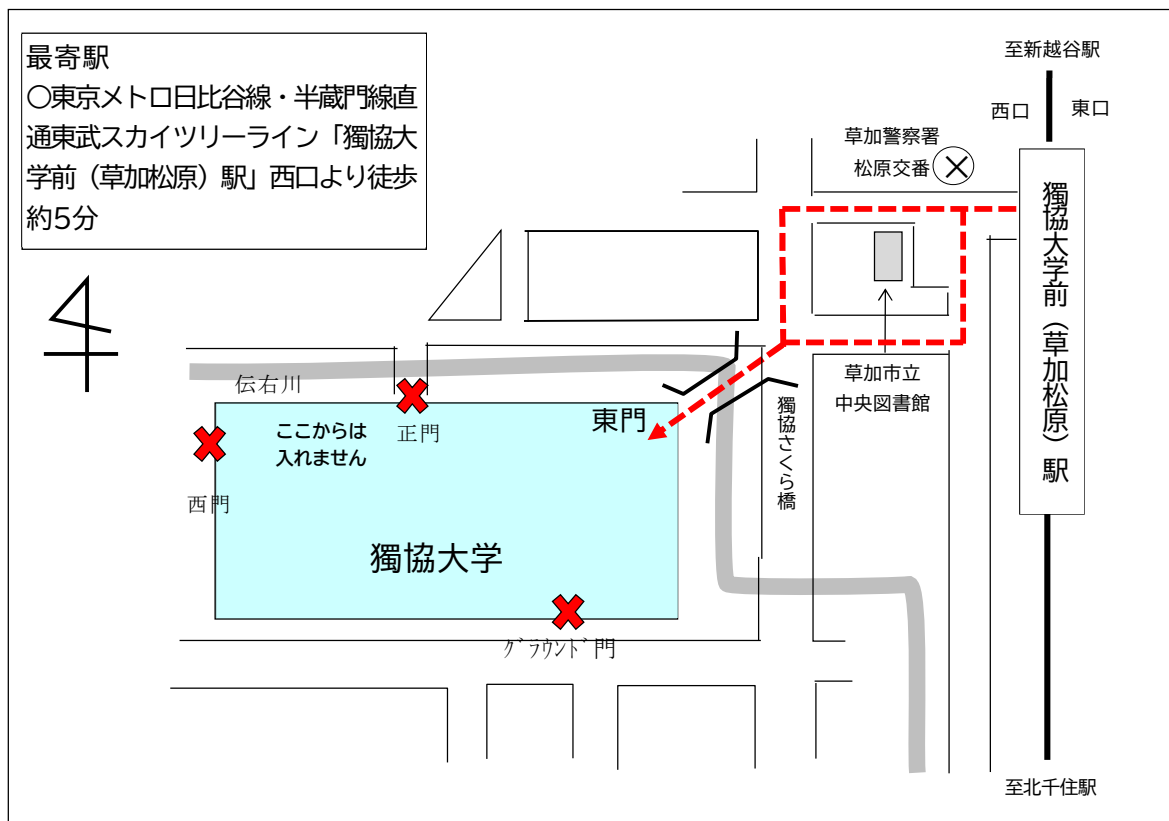 最寄駅
〇東京メトロ日比谷線・半蔵門線直
通東武スカイツリーライン「獨協大
学前（草加松原）駅」西口より徒歩
約5分
至新越谷駅
西口
東口
草加警察署
松原交番
獨協大学前（草加松原）駅
草加市立
中央図書館
獨協さくら橋
伝右川
正門
東門
ここからは
入れません
西門
獨協大学
ｸﾞﾗｳﾝﾄﾞ門
至北千住駅